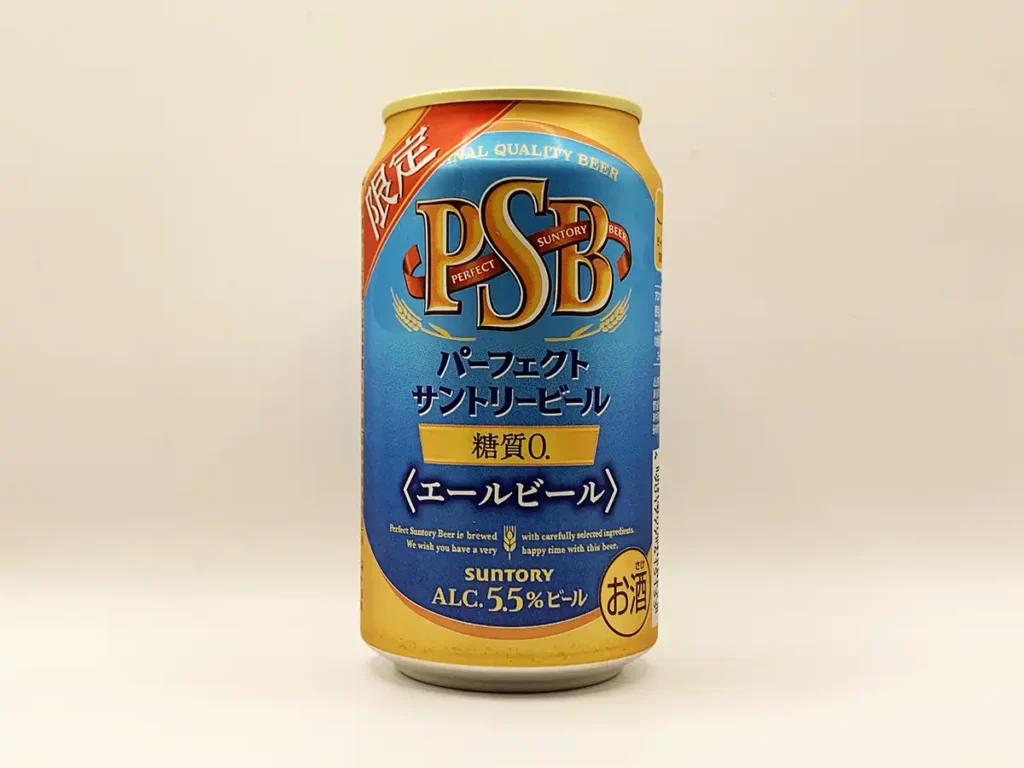 限定
QUALITY BEER
PSB
PERFECT SUNTORY BEER
パーフェクト
サントリービール
糖質0.
〈エールビール〉
Perfect Suntory Beer is brewed with carefully selected ingredients.
We wish you have a very happy time with this beer.
SUNTORY
ALC. 5.5%ビール
さけ
お酒